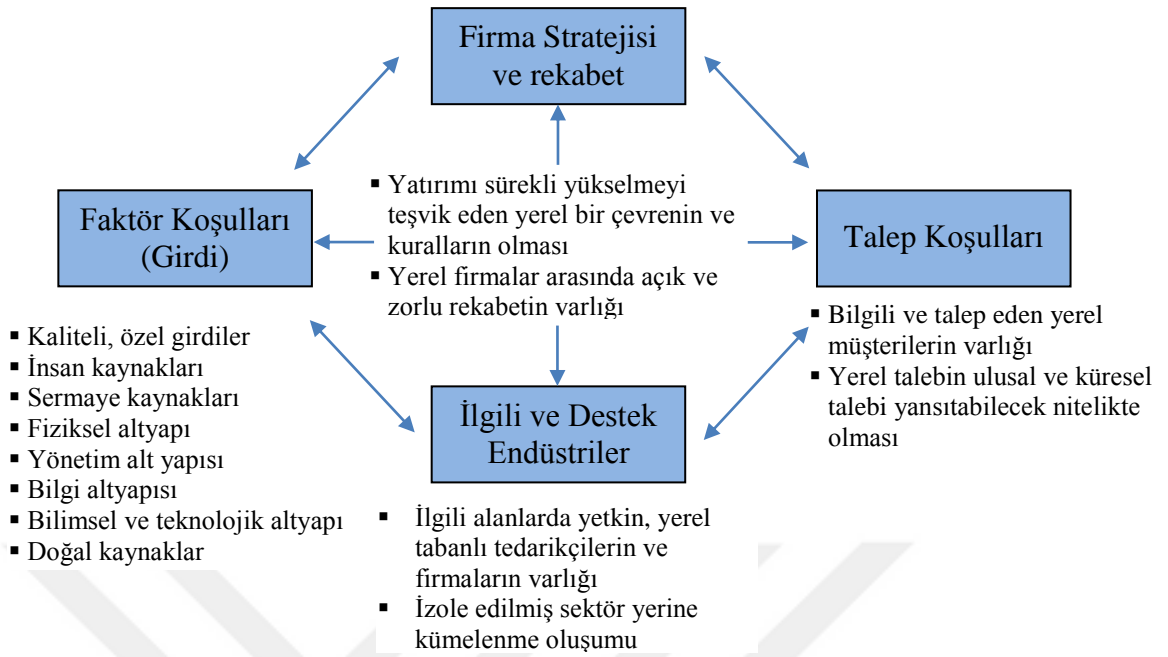 Firma Stratejisi
ve rekabet
▪ Yatırımı sürekli yükselmeyi
teşvik eden yerel bir çevrenin ve
kuralların olması
▪ Yerel firmalar arasında açık ve
zorlu rekabetin varlığı
Faktör Koşulları
(Girdi)
▪ Kaliteli, özel girdiler
▪ İnsan kaynakları
▪ Sermaye kaynakları
▪ Fiziksel altyapı
▪ Yönetim alt yapısı
▪ Bilgi altyapısı
▪ Bilimsel ve teknolojik altyapı
▪ Doğal kaynaklar
Talep Koşulları
▪ Bilgili ve talep eden yerel
müşterilerin varlığı
▪ Yerel talebin ulusal ve küresel
talebi yansıtabilecek nitelikte
olması
İlgili ve Destek
Endüstriler
▪ İlgili alanlarda yetkin, yerel
tabanlı tedarikçilerin ve
firmaların varlığı
▪ İzole edilmiş sektör yerine
kümelenme oluşumu